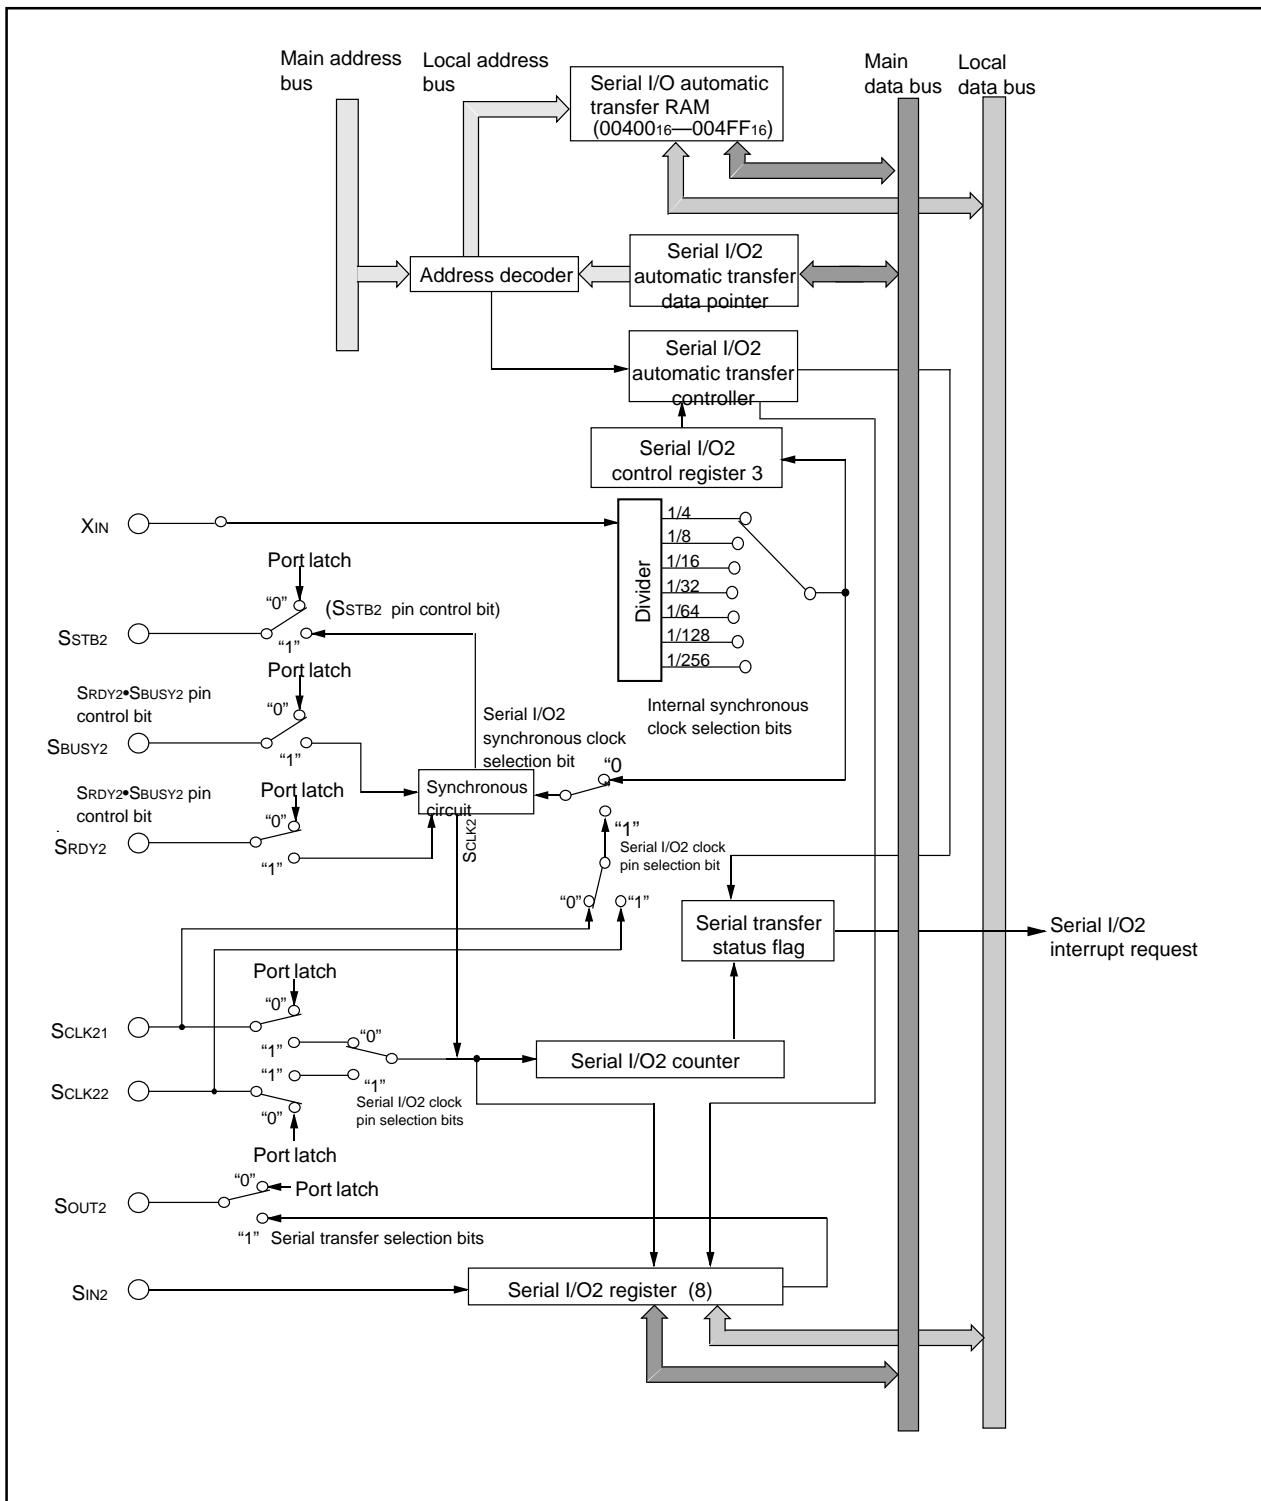 Main address
bus
Local address
bus
Serial I/O automatic
transfer RAM
(0040016—004FF16)
Main
data bus
Local
data bus
Address decoder
Serial I/O2
automatic transfer
data pointer
Serial I/O2
automatic transfer
controller
Serial I/O2
control register 3
XIN
Divider
1/4
1/8
1/16
1/32
1/64
1/128
1/256
Internal synchronous
clock selection bits
Port latch
“0”
(SSTB2 pin control bit)
SSTB2
“1”
Port latch
SRDY2•SBUSY2 pin
control bit
“0”
SBUSY2
“1”
Serial I/O2
synchronous clock
selection bit
“0
Synchronous
circuit
SRDY2•SBUSY2 pin
control bit
Port latch
“0”
SRDY2
“1”
SCLK2
“1”
Serial I/O2 clock
pin selection bit
“0”
“1”
Serial transfer
status flag
Serial I/O2
interrupt request
Port latch
“0”
SCLK21
“1”
“0”
Serial I/O2 counter
“1”
“1”
SCLK22
Serial I/O2 clock
pin selection bits
“0”
Port latch
“0”
Port latch
SOUT2
“1” Serial transfer selection bits
SIN2
Serial I/O2 register (8)